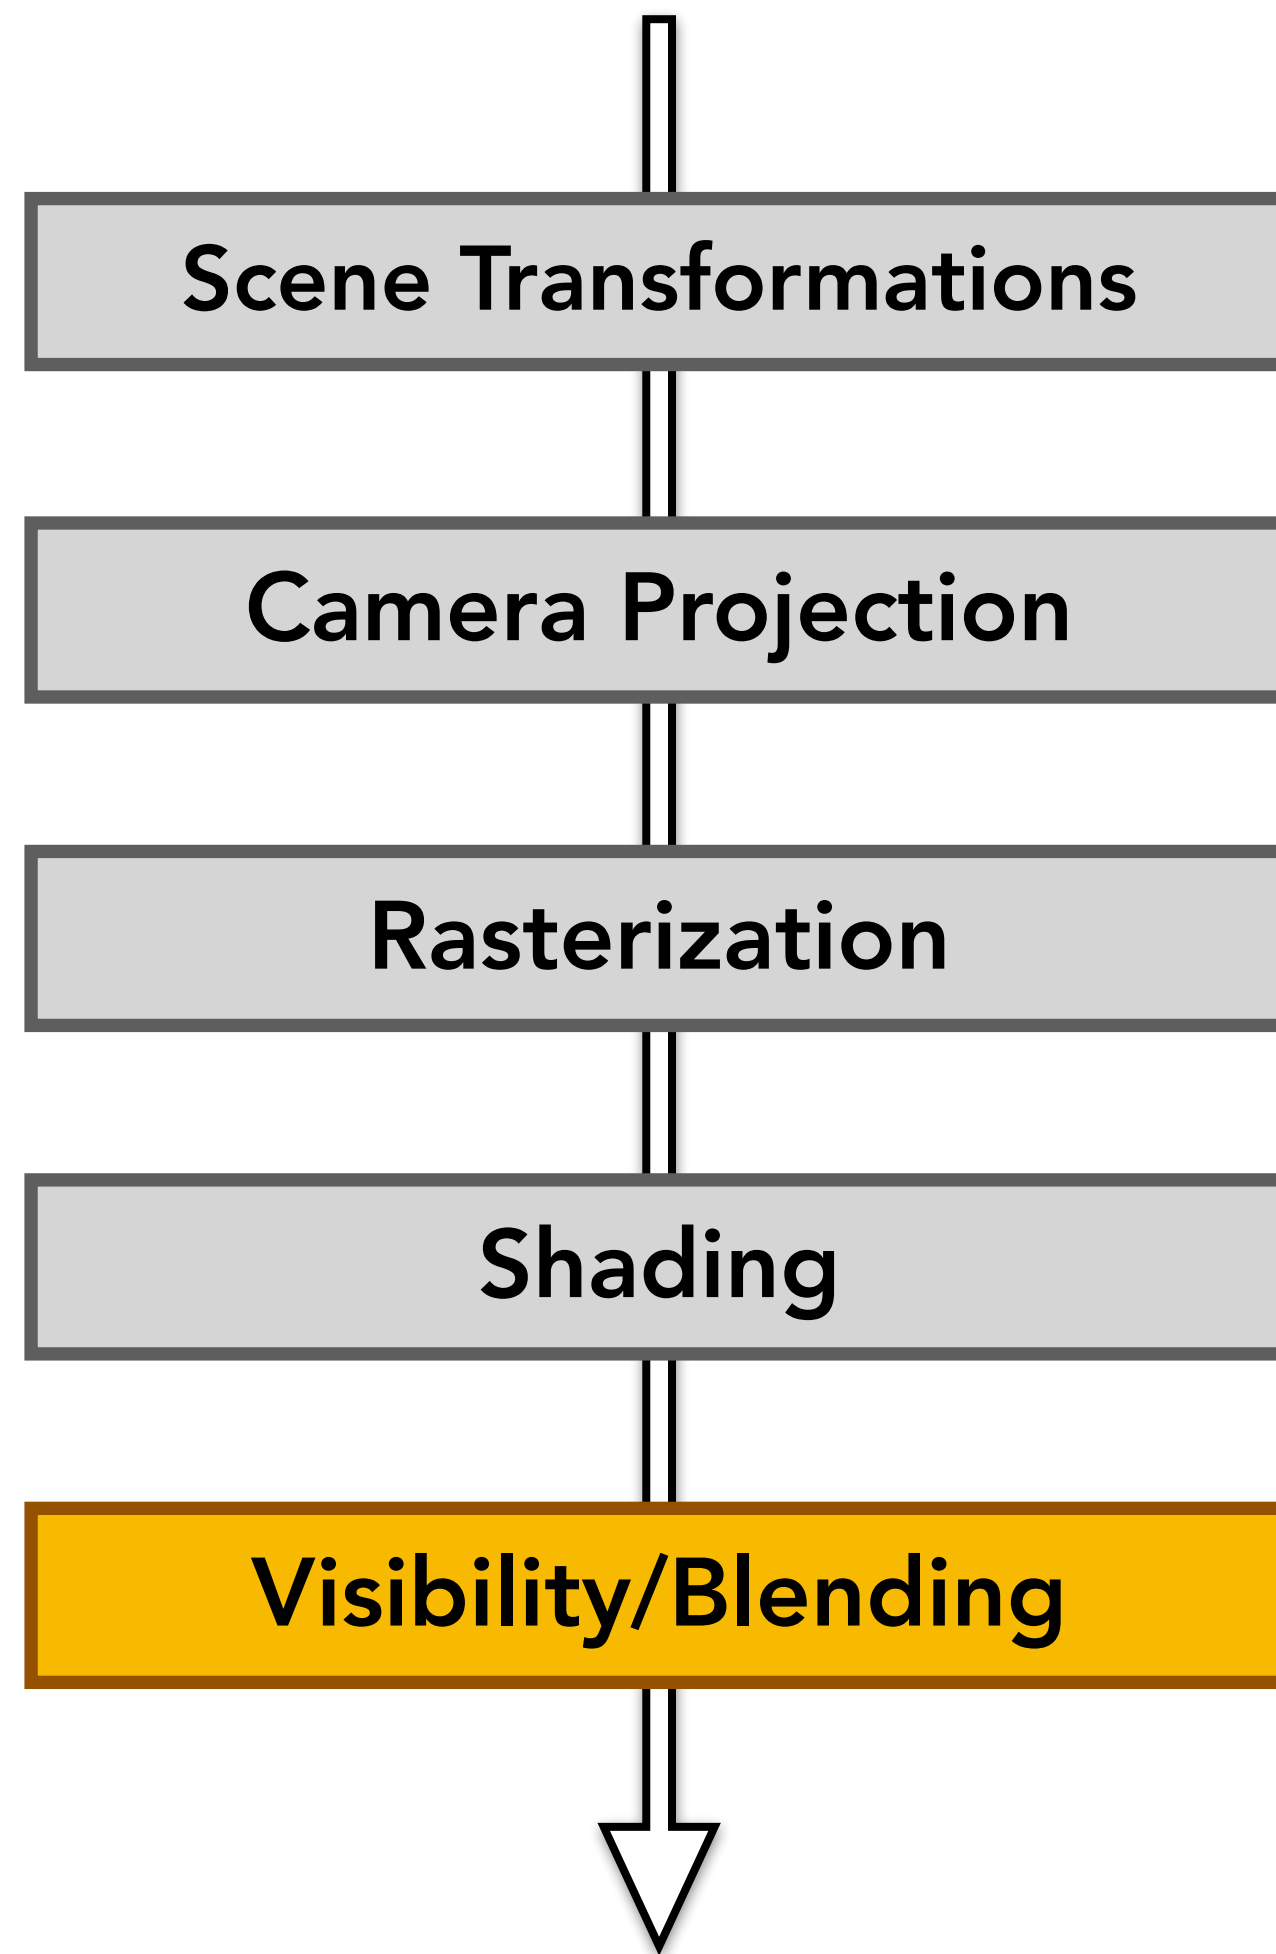 Scene Transformations
Camera Projection
Rasterization
Shading
Visibility/Blending